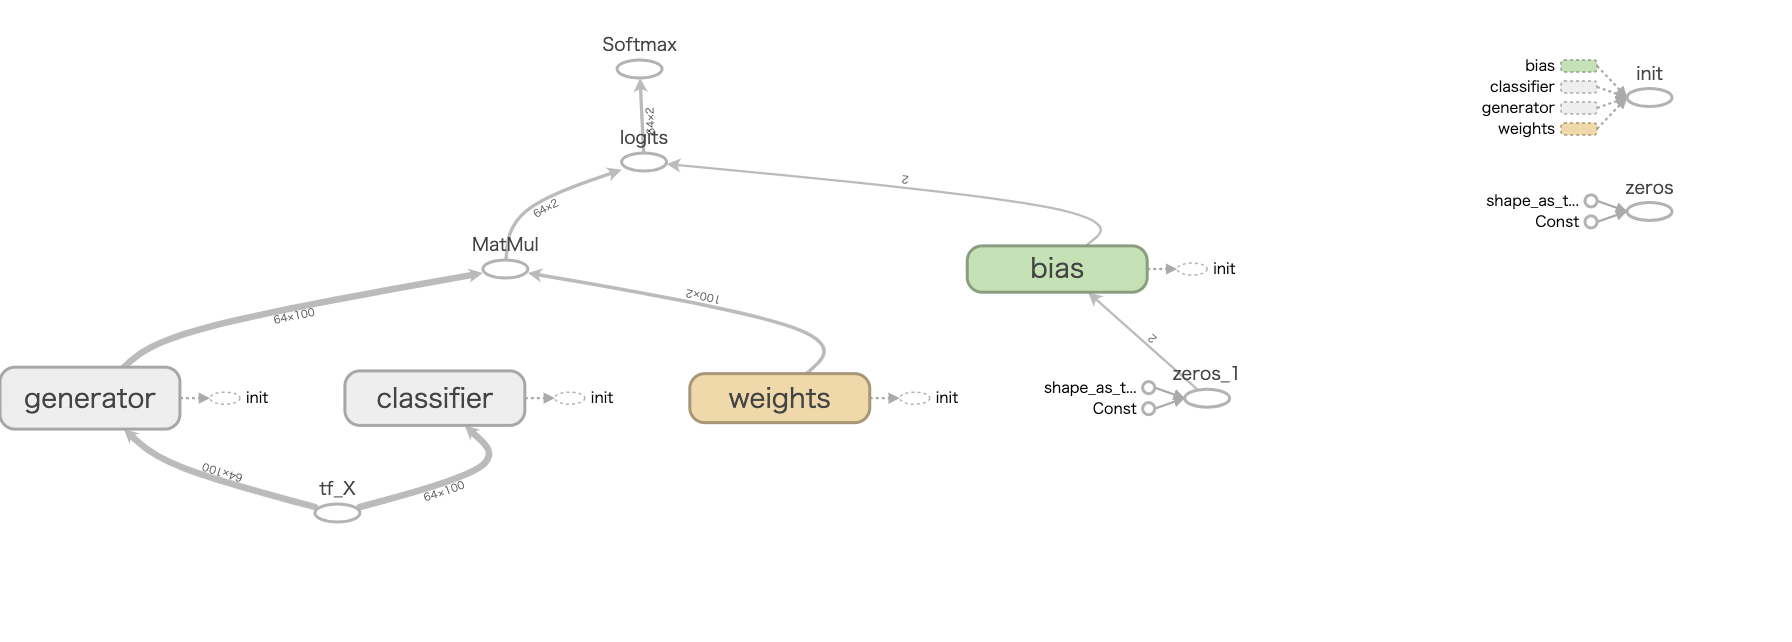 Softmax
64×2
logits
2
64×2
MatMul
bias
init
64×100
100×2
2
generator
init
classifier
init
weights
init
shape_as_t...
Const
zeros_1
64×100
tf_X
64×100
bias
classifier
generator
weights
init
shape_as_t...
Const
zeros